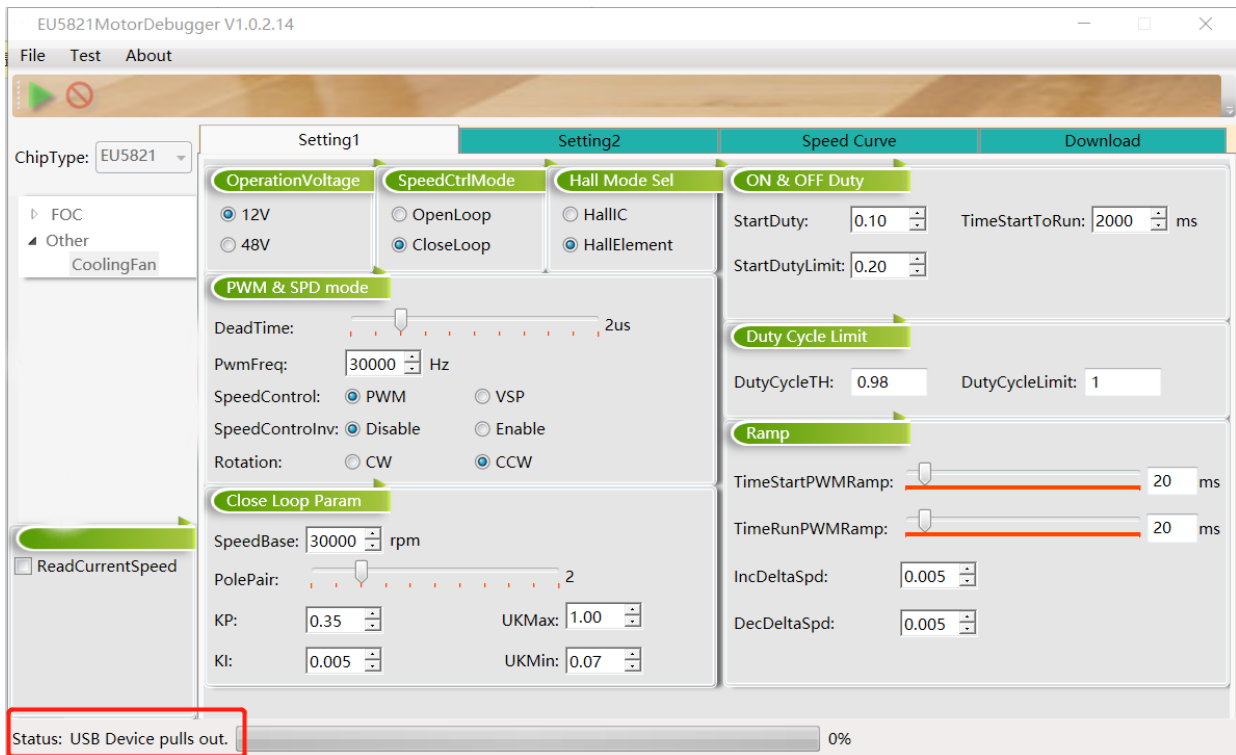 EU5821MotorDebugger V1.0.2.14
File Test About
ChipType: EU5821
FOC
Other
CoolingFan
ReadCurrentSpeed
Setting1 Setting2 Speed Curve Download
OperationVoltage SpeedCtrlMode Hall Mode Sel
12V OpenLoop HallIC
48V CloseLoop HallElement
PWM & SPD mode
DeadTime: 2us
PwmFreq: 30000 Hz
SpeedControl: PWM VSP
SpeedControInv: Disable Enable
Rotation: CW CCW
Close Loop Param
SpeedBase: 30000 rpm
PolePair: 2
KP: 0.35 UKMax: 1.00
KI: 0.005 UKMin: 0.07
ON & OFF Duty
StartDuty: 0.10 TimeStartToRun: 2000 ms
StartDutyLimit: 0.20
Duty Cycle Limit
DutyCycleTH: 0.98 DutyCycleLimit: 1
Ramp
TimeStartPWMRamp: 20 ms
TimeRunPWMRamp: 20 ms
IncDeltaSpd: 0.005
DecDeltaSpd: 0.005
Status: USB Device pulls out. 0%